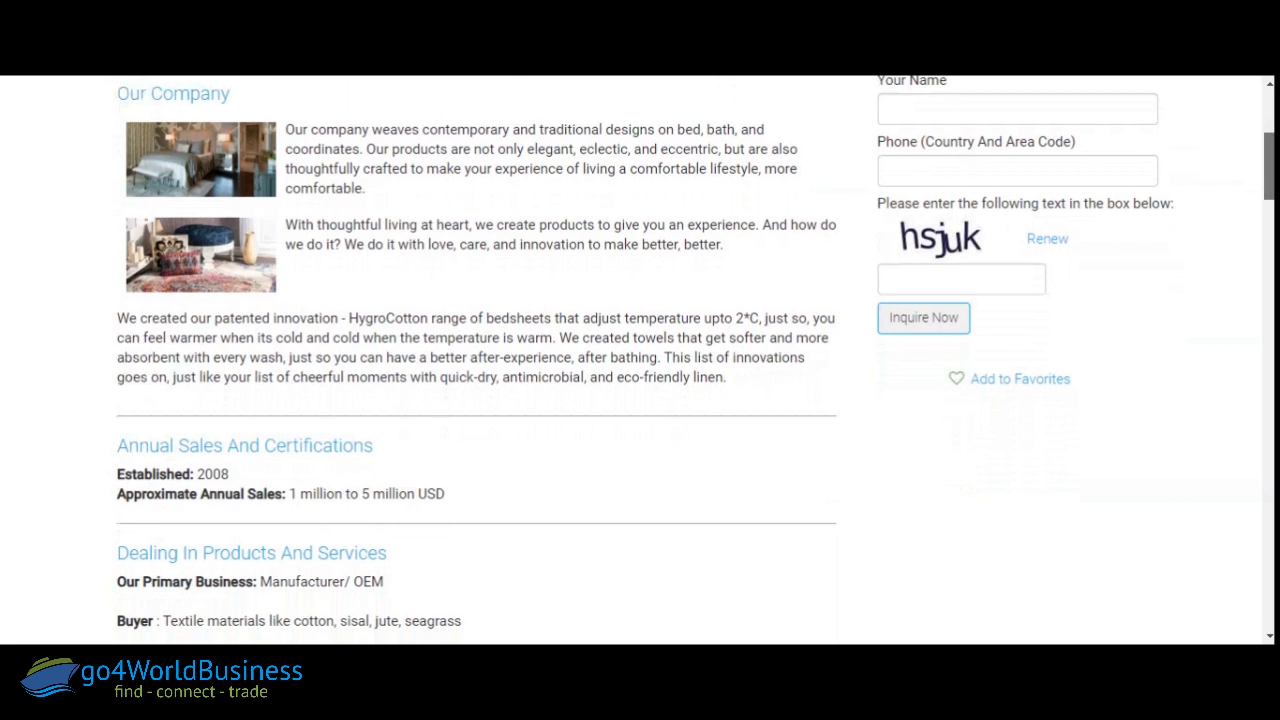 Our Company
Our company weaves contemporary and traditional designs on bed, bath, and
coordinates. Our products are not only elegant, eclectic, and eccentric, but are also
thoughtfully crafted to make your experience of living a comfortable lifestyle, more
comfortable.
With thoughtful living at heart, we create products to give you an experience. And how do
we do it? We do it with love, care, and innovation to make better, better.
We created our patented innovation - HygroCotton range of bedsheets that adjust temperature upto 2*C, just so, you
can feel warmer when its cold and cold when the temperature is warm. We created towels that get softer and more
absorbent with every wash, just so you can have a better after-experience, after bathing. This list of innovations
goes on, just like your list of cheerful moments with quick-dry, antimicrobial, and eco-friendly linen.
Annual Sales And Certifications
Established: 2008
Approximate Annual Sales: 1 million to 5 million USD
Dealing In Products And Services
Our Primary Business: Manufacturer/ OEM
Buyer : Textile materials like cotton, sisal, jute, seagrass
Your Name
Phone (Country And Area Code)
Please enter the following text in the box below:
hsjuk
Renew
Inquire Now
Add to Favorites
go4WorldBusiness
find - connect - trade